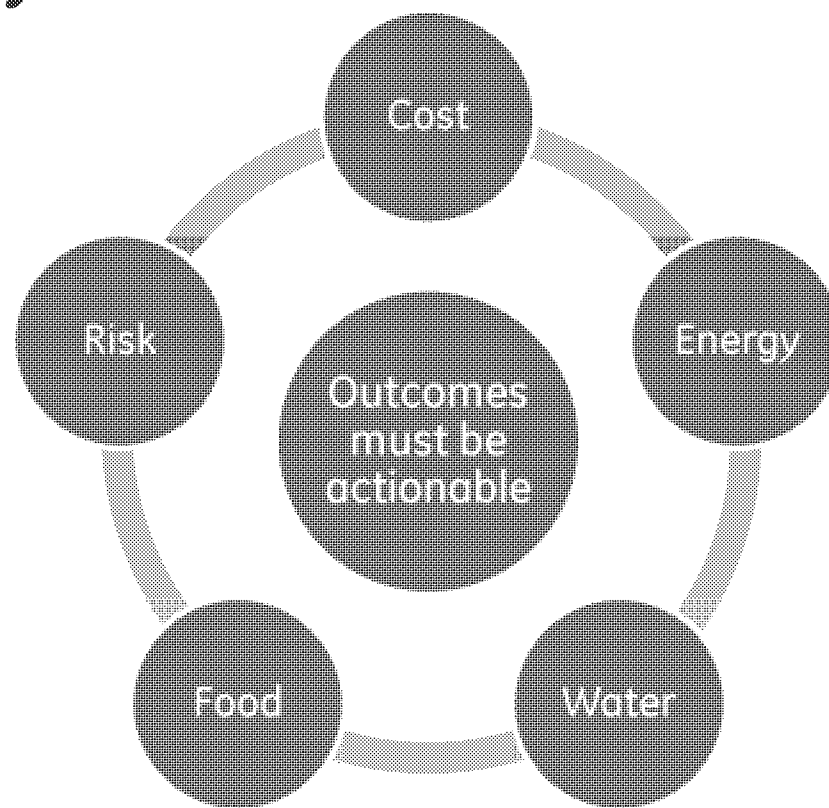 Cost
Risk
Energy
Outcomes
must be
actionable
Food
Water